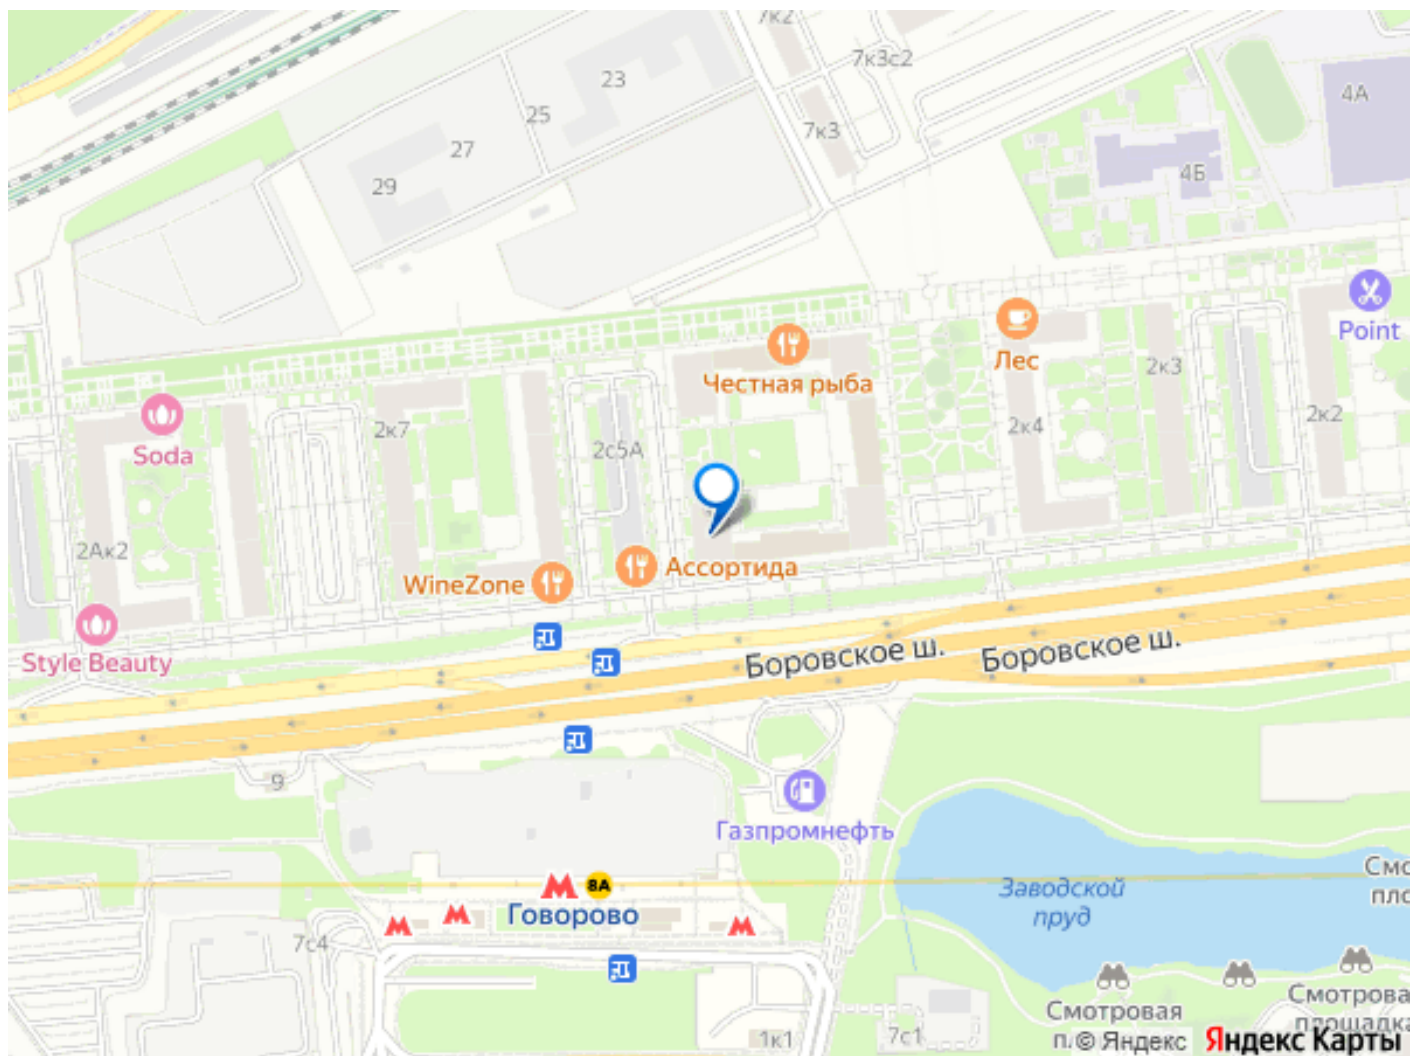 7к2
7к3с2
23
4А
25
7к3
27
4Б
29
Point
Лес
2к3
Честная рыба
2к2
2к7
2к4
Soda
2с5А
2Ак2
Ассортида
WineZone
Style Beauty
Боровское ш.
Боровское ш.
9
Газпромнефть
8А
Говорово
Заводской
пруд
7с4
Смотровая
7с1
1к1
© Яндекс
Яндекс Карты